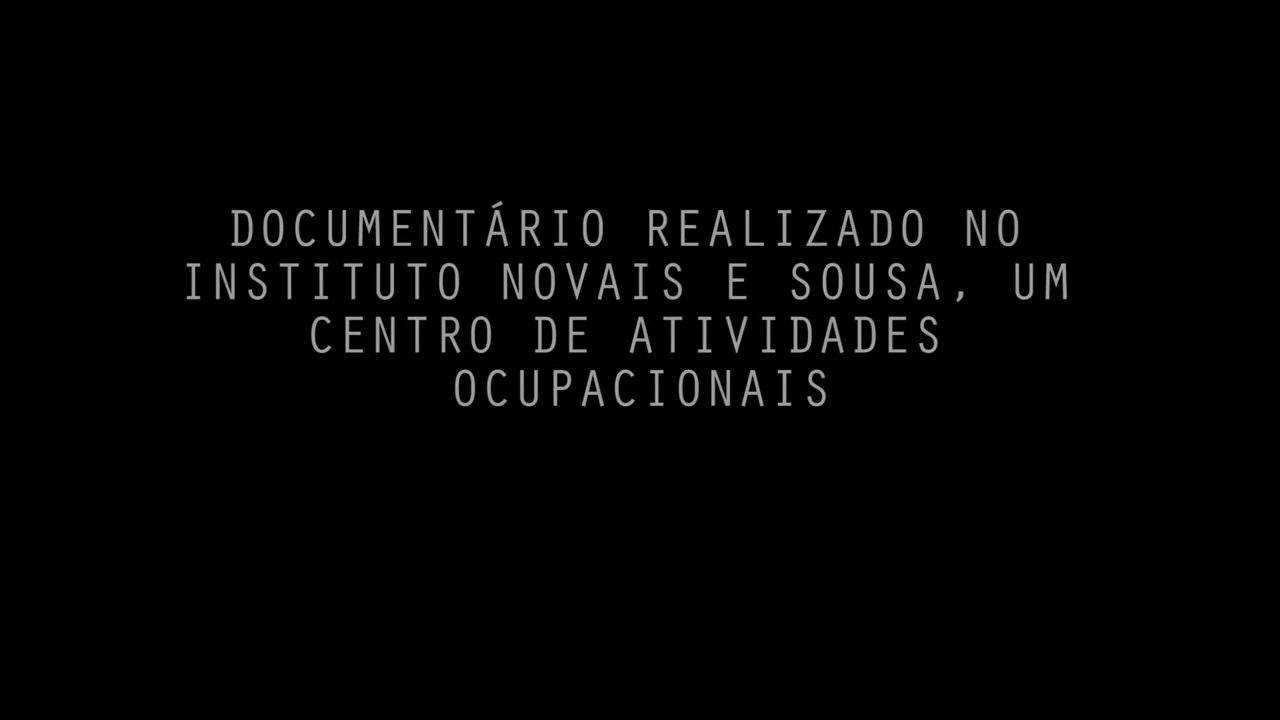 DOCUMENTÁRIO REALIZADO NO
INSTITUTO NOVAIS E SOUSA, UM
CENTRO DE ATIVIDADES
OCUPACIONAIS